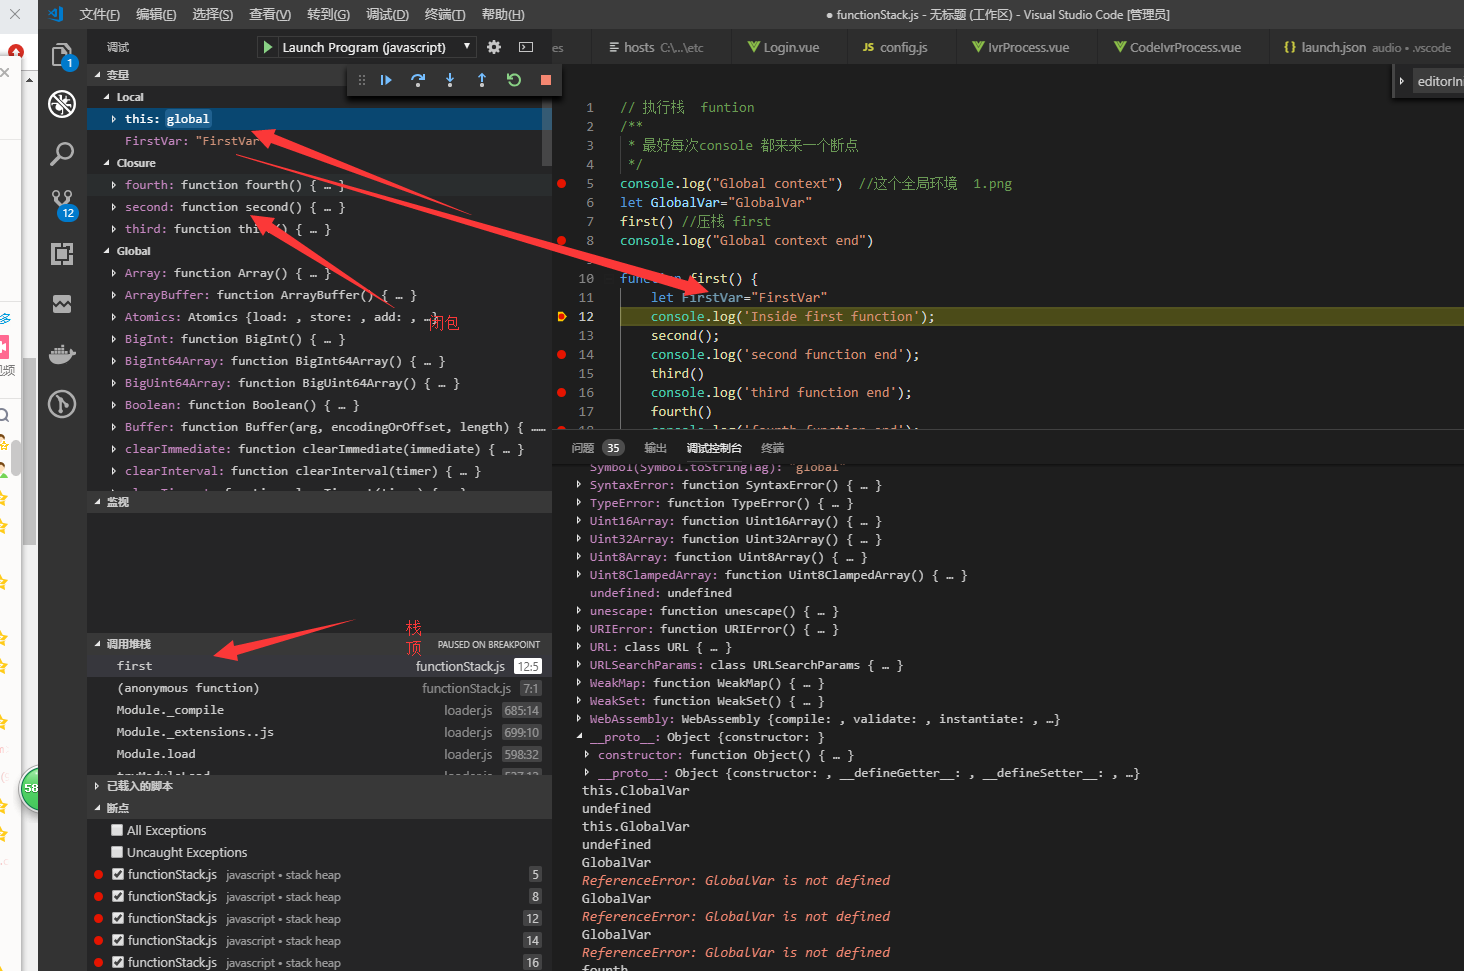 文件(F) 编辑(E) 选择(S) 查看(V) 转到(G) 调试(D) 终端(T) 帮助(H)
● functionStack.js - 无标题 (工作区) - Visual Studio Code [管理员]
调试 Launch Program (javascript)
es hosts C:\...\etc Login.vue JS config.js IvrProcess.vue CodeIvrProcess.vue {} launch.json audio • .vscode
editorIni
1
12
变量
Local
this: global
FirstVar: "FirstVar
Closure
fourth: function fourth() { … }
second: function second() { … }
third: function thi () { … }
Global
Array: function Array() { … }
ArrayBuffer: function ArrayBuffer() { … }
Atomics: Atomics {load: , store: , add: , …}
闭包
BigInt: function BigInt() { … }
BigInt64Array: function BigInt64Array() { … }
BigUint64Array: function BigUint64Array() { … }
Boolean: function Boolean() { … }
Buffer: function Buffer(arg, encodingOrOffset, length) { ……
clearImmediate: function clearImmediate(immediate) { … }
clearInterval: function clearInterval(timer) { … }
监视
调用堆栈 PAUSED ON BREAKPOINT
栈
顶
first functionStack.js 12:5
(anonymous function) functionStack.js 7:1
Module._compile loader.js 685:14
Module._extensions..js loader.js 699:10
Module.load loader.js 598:32
tryModuleLoad loader.js 537:12
已载入的脚本
断点
All Exceptions
Uncaught Exceptions
functionStack.js javascript • stack heap 5
functionStack.js javascript • stack heap 8
functionStack.js javascript • stack heap 12
functionStack.js javascript • stack heap 14
functionStack.js javascript • stack heap 16
58
1 // 执行栈 funtion
2 /**
3 * 最好每次console 都来来一个断点
4 */
5 console.log("Global context") //这个全局环境 1.png
6 let GlobalVar="GlobalVar"
7 first() //压栈 first
8 console.log("Global context end")
10 function first() {
11 let FirstVar="FirstVar"
12 console.log('Inside first function');
13 second();
14 console.log('second function end');
15 third()
16 console.log('third function end');
17 fourth()
18 console.log('fourth function end');
问题 35 输出 调试控制台 终端
Symbol(Symbol.toStringTag): "global"
SyntaxError: function SyntaxError() { … }
TypeError: function TypeError() { … }
Uint16Array: function Uint16Array() { … }
Uint32Array: function Uint32Array() { … }
Uint8Array: function Uint8Array() { … }
Uint8ClampedArray: function Uint8ClampedArray() { … }
undefined: undefined
unescape: function unescape() { … }
URIError: function URIError() { … }
URL: class URL { … }
URLSearchParams: class URLSearchParams { … }
WeakMap: function WeakMap() { … }
WeakSet: function WeakSet() { … }
WebAssembly: WebAssembly {compile: , validate: , instantiate: , …}
__proto__: Object {constructor: }
constructor: function Object() { … }
__proto__: Object {constructor: , __defineGetter__: , __defineSetter__: , …}
this.ClobalVar
undefined
this.GlobalVar
undefined
GlobalVar
ReferenceError: GlobalVar is not defined
GlobalVar
ReferenceError: GlobalVar is not defined
GlobalVar
ReferenceError: GlobalVar is not defined
fourth